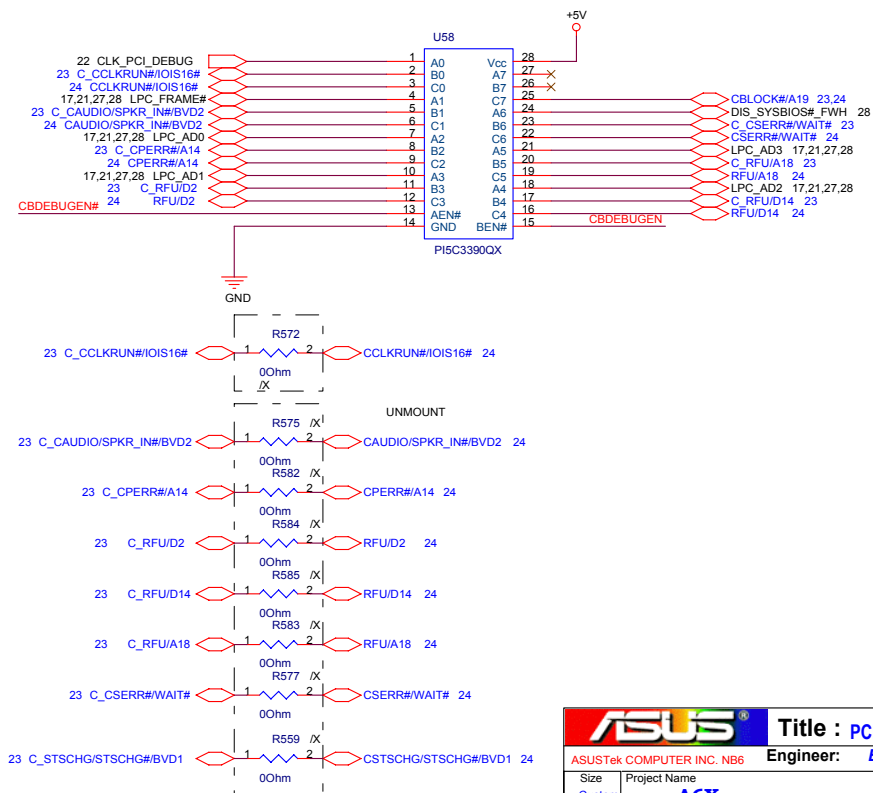 +5V
U58
22 CLK_PCI_DEBUG 1 A0 Vcc 28
23 C_CCLKRUN#/IOIS16# 2 B0 A7 27
24 CCLKRUN#/IOIS16# 3 C0 B7 26
17,21,27,28 LPC_FRAME# 4 A1 C7 25 CBLOCK#/A19 23,24
23 C_CAUDIO/SPKR_IN#/BVD2 5 B1 A6 24 DIS_SYSBIOS#_FWH 28
24 CAUDIO/SPKR_IN#/BVD2 6 C1 B6 23 C_CSERR#/WAIT# 23
17,21,27,28 LPC_AD0 7 A2 C6 22 CSERR#/WAIT# 24
23 C_CPERR#/A14 8 B2 A5 21 LPC_AD3 17,21,27,28
24 CPERR#/A14 9 C2 B5 20 C_RFU/A18 23
17,21,27,28 LPC_AD1 10 A3 C5 19 RFU/A18 24
23 C_RFU/D2 11 B3 A4 18 LPC_AD2 17,21,27,28
24 RFU/D2 12 C3 B4 17 C_RFU/D14 23
CBDEBUGEN# 13 AEN# C4 16 RFU/D14 24
14 GND BEN# 15 CBDEBUGEN
PI5C3390QX
GND
R572
23 C_CCLKRUN#/IOIS16# 1 2 CCLKRUN#/IOIS16# 24
0Ohm
/X
UNMOUNT
R575 /X
23 C_CAUDIO/SPKR_IN#/BVD2 1 2 CAUDIO/SPKR_IN#/BVD2 24
0Ohm
R582 /X
23 C_CPERR#/A14 1 2 CPERR#/A14 24
0Ohm
R584 /X
23 C_RFU/D2 1 2 RFU/D2 24
0Ohm
R585 /X
23 C_RFU/D14 1 2 RFU/D14 24
0Ohm
R583 /X
23 C_RFU/A18 1 2 RFU/A18 24
0Ohm
R577 /X
23 C_CSERR#/WAIT# 1 2 CSERR#/WAIT# 24
0Ohm
R559 /X
23 C_STSCHG/STSCHG#/BVD1 1 2 CSTSCHG/STSCHG#/BVD1 24
0Ohm
ASUS® Title : PC
ASUSTek COMPUTER INC. NB6 Engineer:
Size Project Name